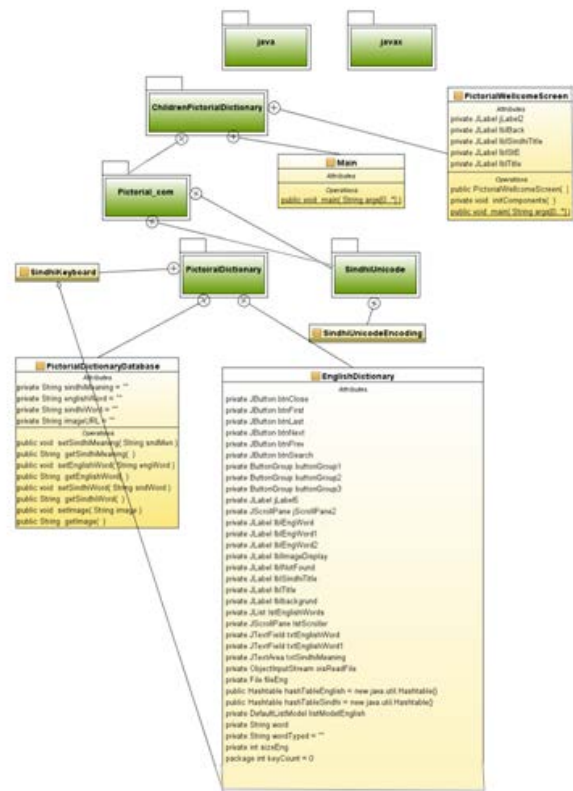 java
javax
ChildrenPictorialDictionary
PictorialWellcomeScreen
Attributes
private JLabel jLabel2
private JLabel lblBack
private JLabel lblSindhiTitle
private JLabel lblStE
private JLabel lblTitle
Operations
public PictorialWellcomeScreen( )
private void initComponents( )
public void main( String args[0..*] )
Main
Attributes
Operations
public void main( String args[0..*] )
Pictorial_com
SindhiKeyboard
PictoiralDictionary
SindhiUnicode
SindhiUnicodeEncoding
PictorialDictionaryDatabase
Attributes
private String sindhiMeaning = ""
private String englishWord = ""
private String sindhiWord = ""
private String imageURL = ""
Operations
public void setSindhiMeaning( String sndMen )
public String getSindhiMeaning( )
public void setEnglishWord( String engWord )
public String getEnglishWord( )
public void setSindhiWord( String sndWord )
public String getSindhiWord( )
public void setImage( String image )
public String getImage( )
EnglishDictionary
Attributes
private JButton btnClose
private JButton btnFirst
private JButton btnLast
private JButton btnNext
private JButton btnPrev
private JButton btnSearch
private ButtonGroup buttonGroup1
private ButtonGroup buttonGroup2
private ButtonGroup buttonGroup3
private JLabel jLabel5
private JScrollPane jScrollPane2
private JLabel lblEngWord
private JLabel lblEngWord1
private JLabel lblEngWord2
private JLabel lblImageDisplay
private JLabel lblNotFound
private JLabel lblSindhiTitle
private JLabel lblTitle
private JLabel lblbackgrund
private JList lstEnglishWords
private JScrollPane listScroller
private JTextField txtEnglishWord
private JTextField txtEnglishWord1
private JTextArea txtSindhiMeaning
private ObjectInputStream oisReadFile
private File fileEng
public Hashtable hashTableEnglish = new java.util.Hashtable()
public Hashtable hashTableSindhi = new java.util.Hashtable()
private DefaultListModel listModelEnglish
private String word
private String wordTyped = ""
private int sizeEng
package int keyCount = 0